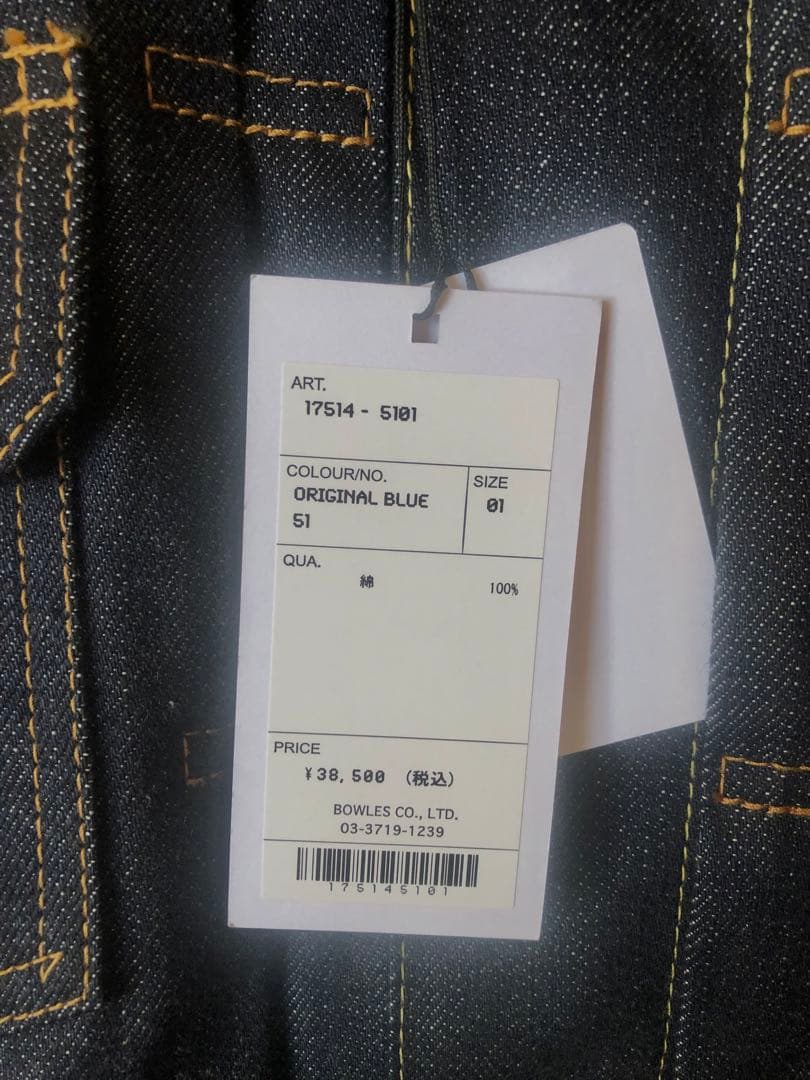 ART.
17514 - 5101
COLOUR/NO.
ORIGINAL BLUE
51
SIZE
01
QUA.
綿 100%
PRICE
¥38,500 (税込)
BOWLES CO., LTD.
03-3719-1239
175145101